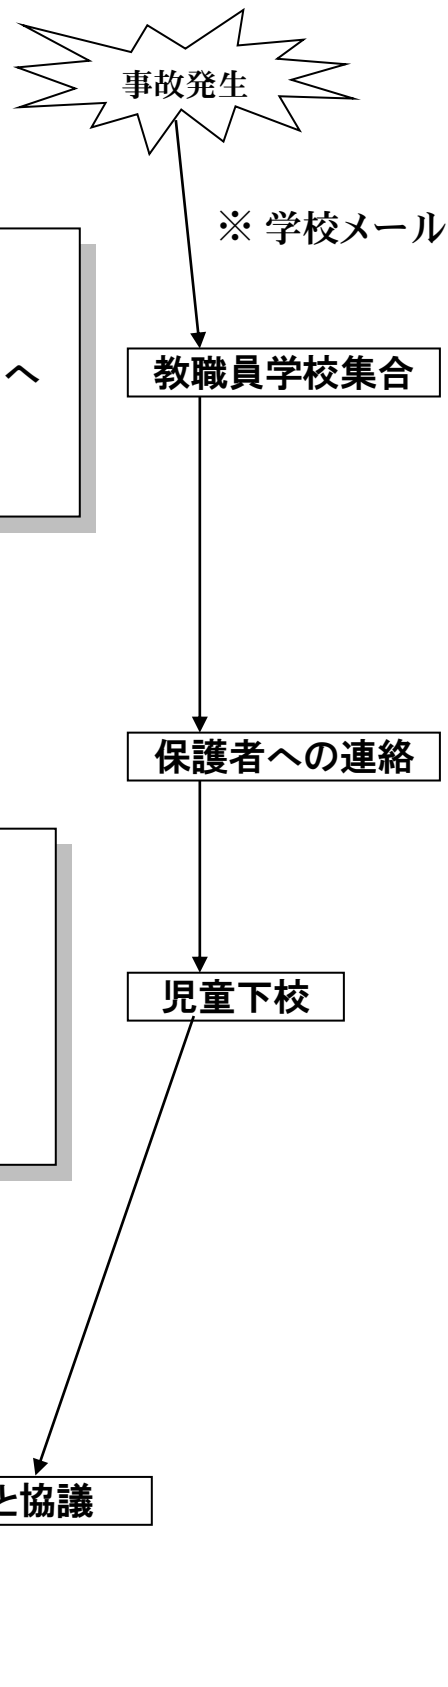 事故発生
※ 学校メール
へ
教職員学校集合
保護者への連絡
児童下校
と協議